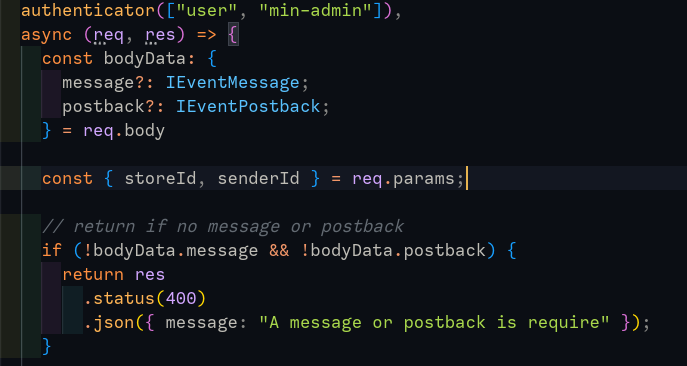 authenticator(["user", "min-admin"]),
async (req, res) => {
const bodyData: {
message?: IEventMessage;
postback?: IEventPostback;
} = req.body
const { storeId, senderId } = req.params;
// return if no message or postback
if (!bodyData.message && !bodyData.postback) {
return res
.status(400)
.json({ message: "A message or postback is require" });
}